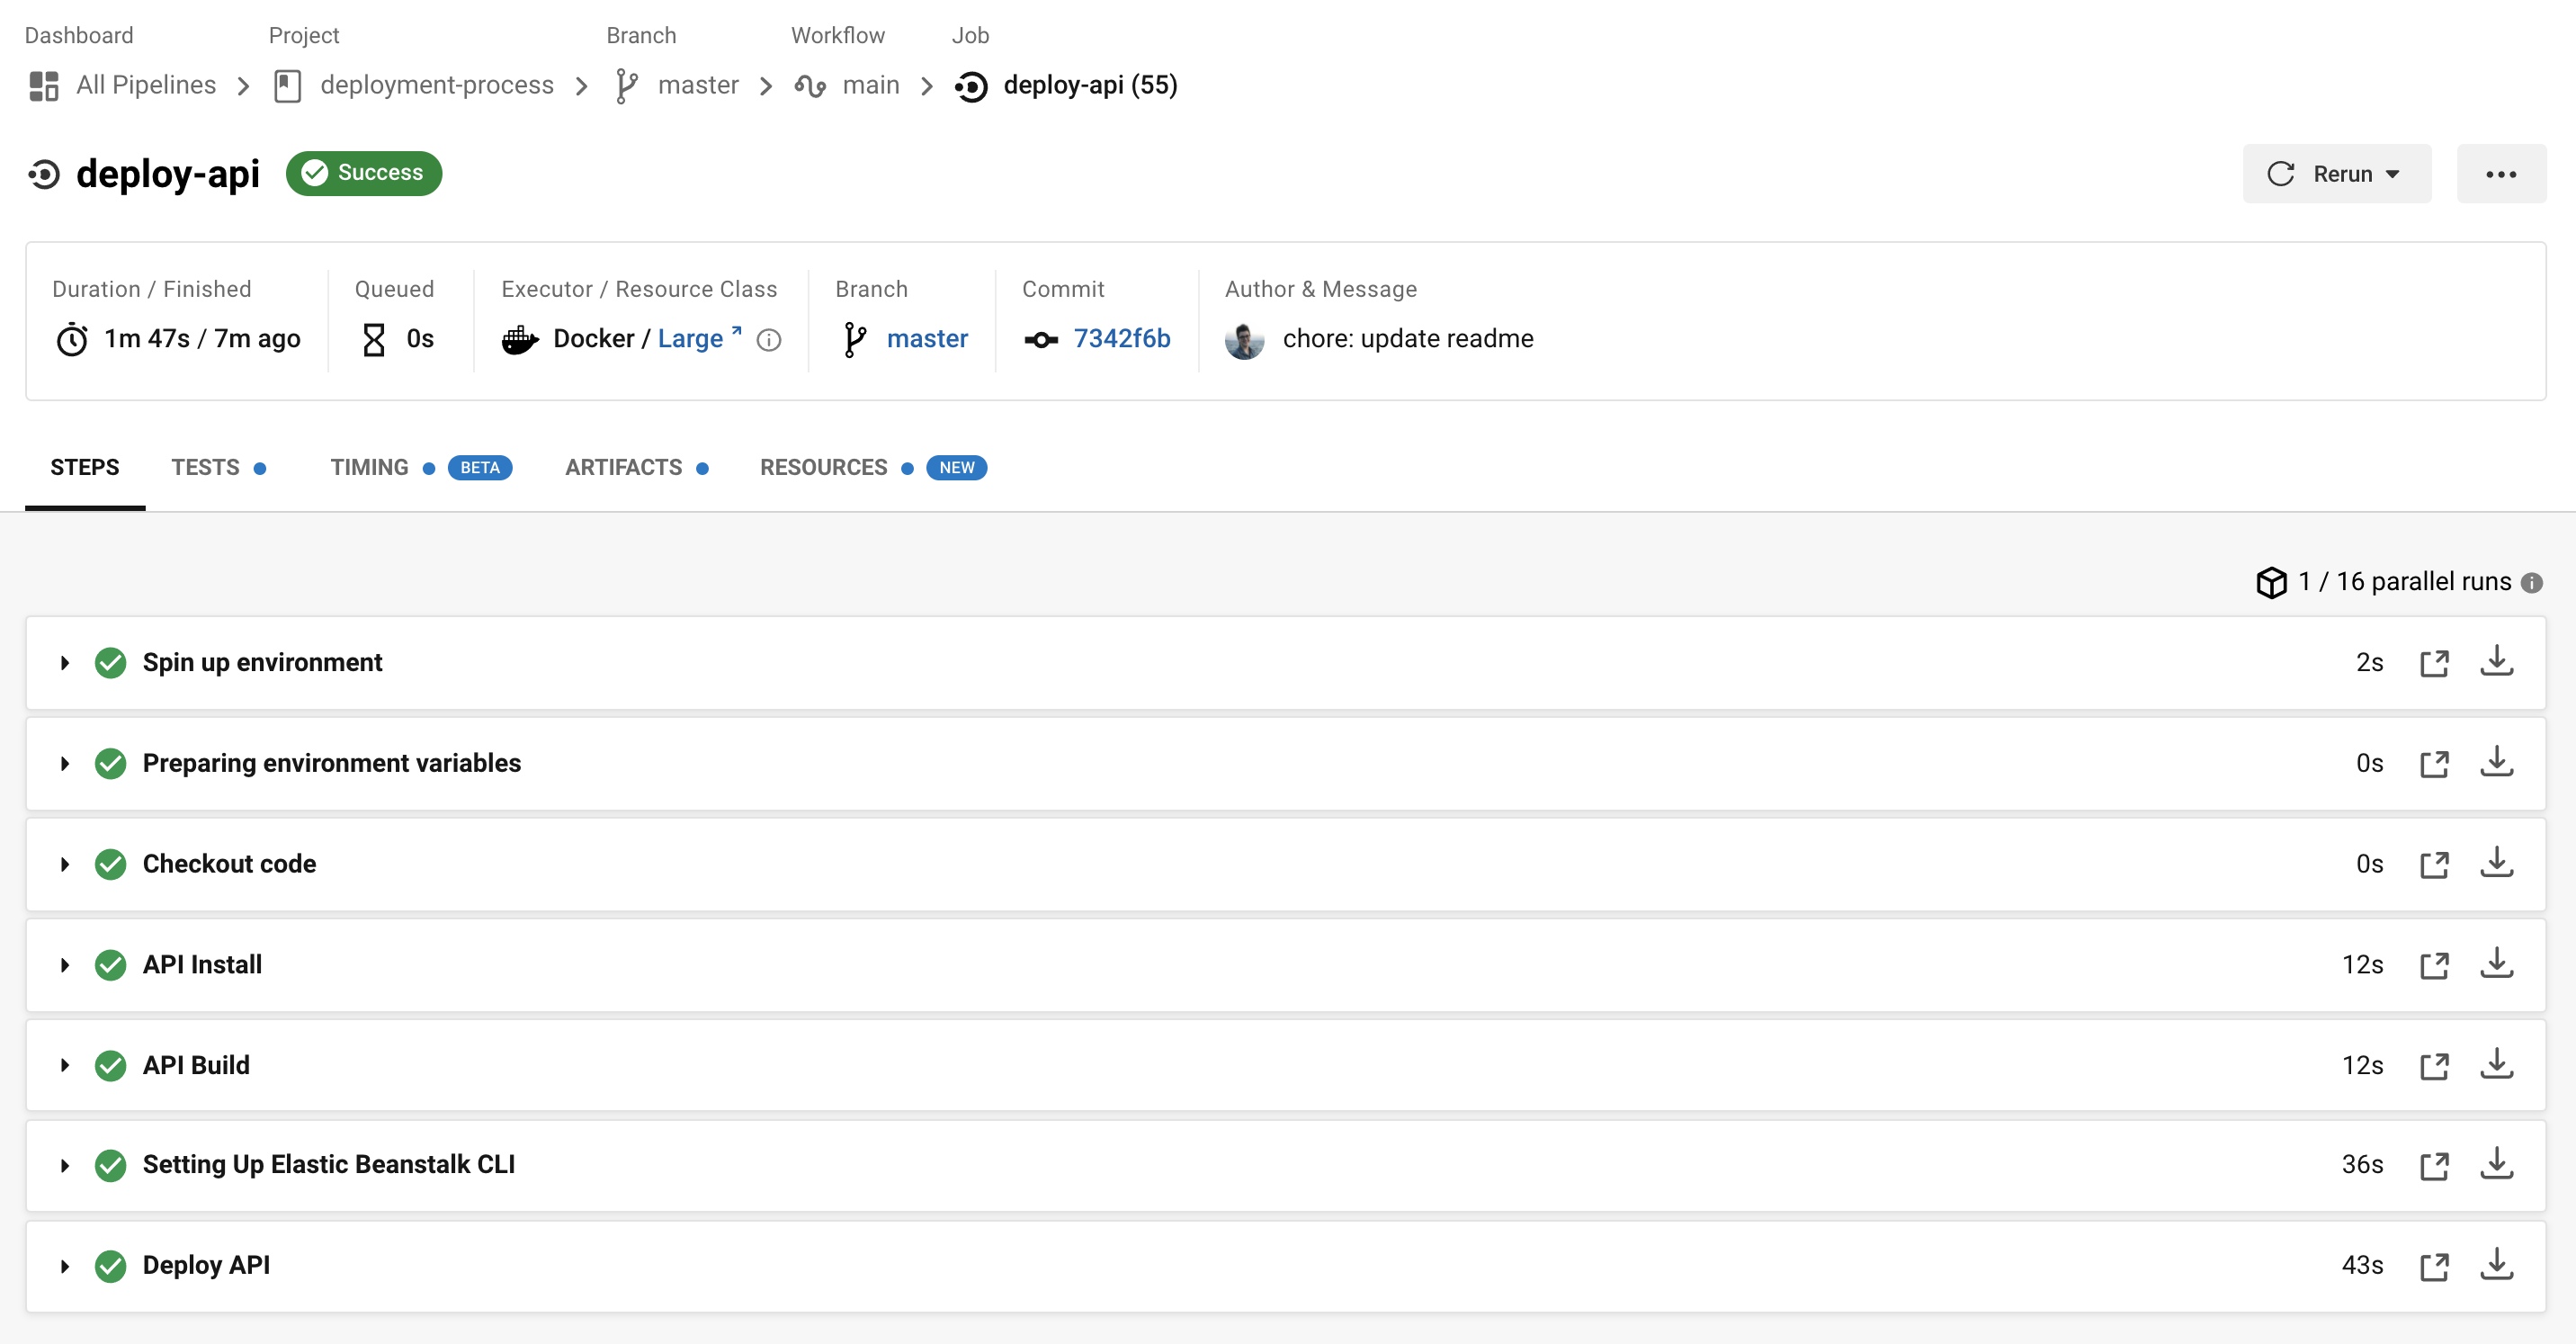 Dashboard Project Branch Workflow Job
All Pipelines deployment-process master main deploy-api (55)
deploy-api Success Rerun
Duration / Finished Queued Executor / Resource Class Branch Commit Author & Message
1m 47s / 7m ago 0s Docker / Large master 7342f6b chore: update readme
STEPS TESTS TIMING BETA ARTIFACTS RESOURCES NEW
1 / 16 parallel runs
Spin up environment 2s
Preparing environment variables 0s
Checkout code 0s
API Install 12s
API Build 12s
Setting Up Elastic Beanstalk CLI 36s
Deploy API 43s